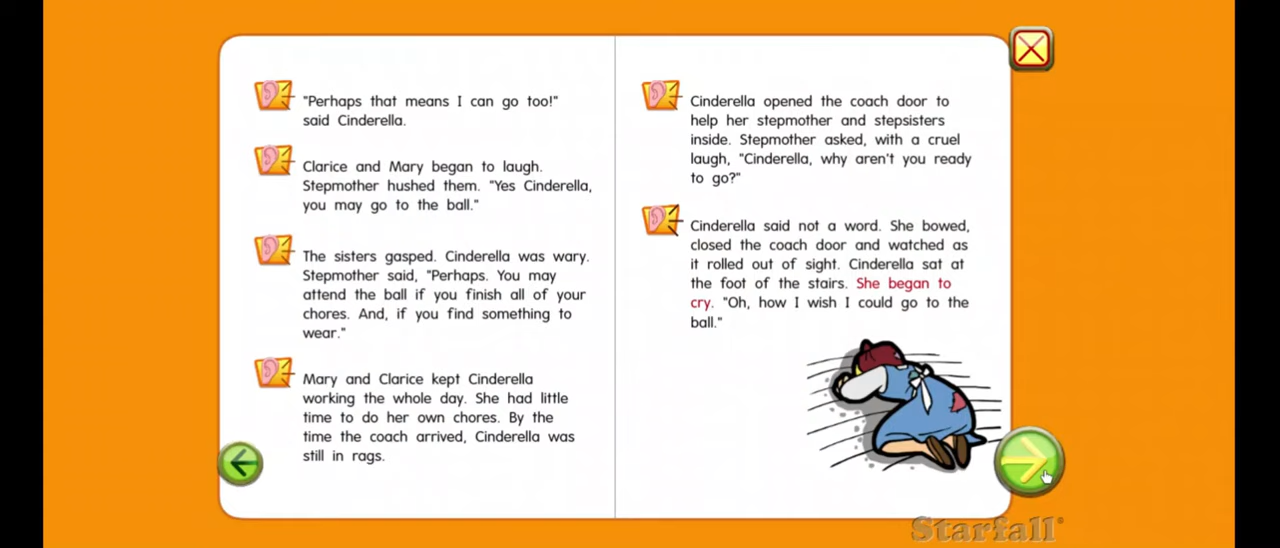 "Perhaps that means I can go too!"
said Cinderella.
Clarice and Mary began to laugh.
Stepmother hushed them. "Yes Cinderella,
you may go to the ball."
The sisters gasped. Cinderella was wary.
Stepmother said, "Perhaps. You may
attend the ball if you finish all of your
chores. And, if you find something to
wear."
Mary and Clarice kept Cinderella
working the whole day. She had little
time to do her own chores. By the
time the coach arrived, Cinderella was
still in rags.
Cinderella opened the coach door to
help her stepmother and stepsisters
inside. Stepmother asked, with a cruel
laugh, "Cinderella, why aren't you ready
to go?"
Cinderella said not a word. She bowed,
closed the coach door and watched as
it rolled out of sight. Cinderella sat at
the foot of the stairs. She began to
cry. "Oh, how I wish I could go to the
ball."
Starfall